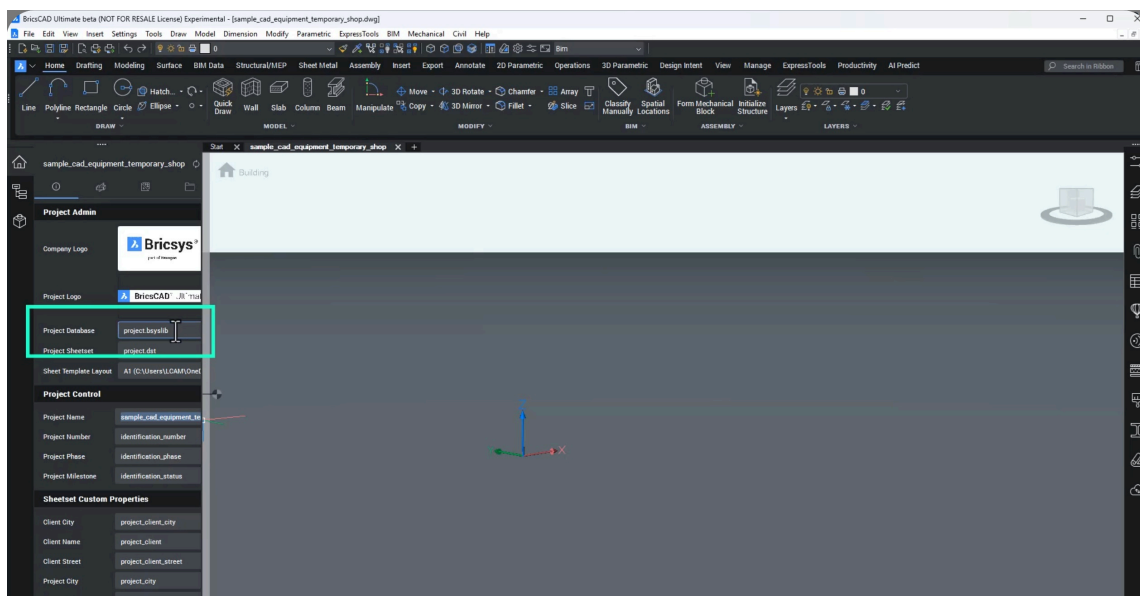 BricsCAD Ultimate beta (NOT FOR RESALE License) Experimental - [sample_cad_equipment_temporary_shop.dwg]
File Edit View Insert Settings Tools Draw Model Dimension Modify Parametric ExpressTools BIM Mechanical Civil Help
0 Bim
Home Drafting Modeling Surface BIM Data Structural/MEP Sheet Metal Assembly Insert Export Annotate 2D Parametric Operations 3D Parametric Design Intent View Manage ExpressTools Productivity AI Predict Search in Ribbon
Hatch... Move 3D Rotate Chamfer Array 0
Line Polyline Rectangle Circle Ellipse Quick Draw Wall Slab Column Beam Manipulate Copy 3D Mirror Fillet Slice Classify Manually Spatial Locations Form Mechanical Block Initialize Structure Layers
DRAW MODEL MODIFY BIM ASSEMBLY LAYERS
Start sample_cad_equipment_temporary_shop
sample_cad_equipment_temporary_shop
Building
Project Admin
Company Logo Bricsys
part of Hexagon
Project Logo BricsCAD
Project Database project.bsyslib
Project Sheetset project.dst
Sheet Template Layout A1 (C:\Users\LCAM\OneD
Project Control
Project Name sample_cad_equipment_te
Project Number identification_number
Project Phase identification_phase
Project Milestone identification_status
Sheetset Custom Properties
Client City project_client_city
Client Name project_client
Client Street project_client_street
Project City project_city
X